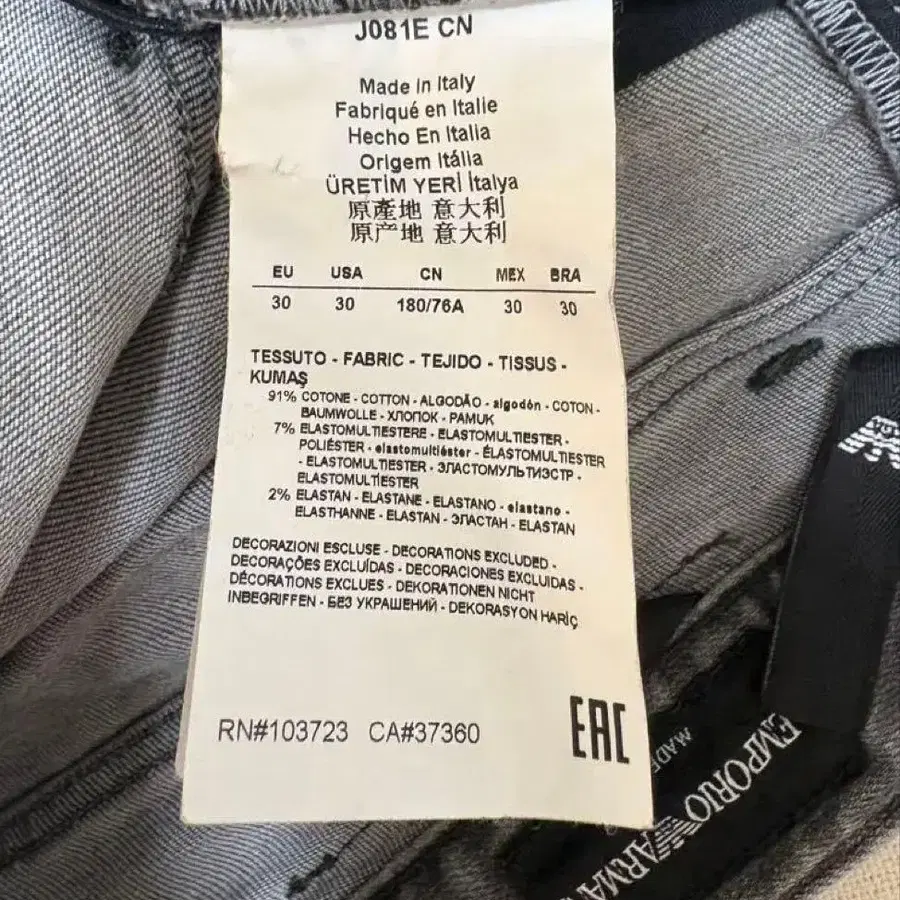 J081E CN
Made in Italy
Fabriqué en Italie
Hecho En Italia
Origem Itália
ÜRETİM YERİ İtalya
原產地 意大利
原产地 意大利
EU USA CN MEX BRA
30 30 180/76A 30 30
TESSUTO - FABRIC - TEJIDO - TISSUS -
KUMAŞ
91% COTONE - COTTON - ALGODÃO - algodón - COTON -
BAUMWOLLE - ХЛОПОК - PAMUK
7% ELASTOMULTIESTERE - ELASTOMULTIESTER -
POLIÉSTER - elastomultiéster - ÉLASTOMULTIESTER
- ELASTOMULTIESTER - ЭЛАСТОМУЛЬТИЭСТР -
ELASTOMULTIESTER
2% ELASTAN - ELASTANE - ELASTANO - elastano -
ELASTHANNE - ELASTAN - ЭЛАСТАН - ELASTAN
DECORAZIONI ESCLUSE - DECORATIONS EXCLUDED -
DECORAÇÕES EXCLUÍDAS - DECORACIONES EXCLUIDAS -
DÉCORATIONS EXCLUES - DEKORATIONEN NICHT
INBEGRIFFEN - БЕЗ УКРАШЕНИЙ - DEKORASYON HARİÇ
RN#103723 CA#37360
EAC
MADE
EMPORIO ARMA